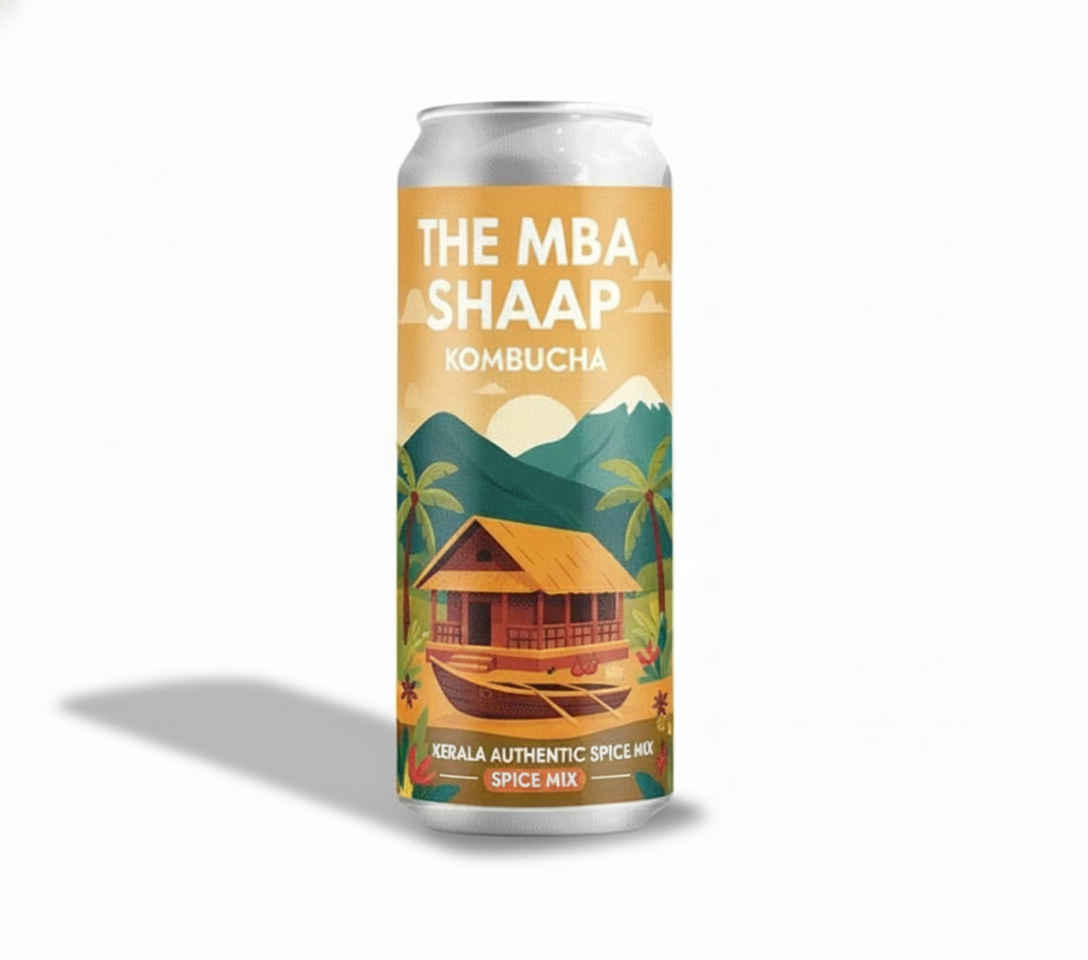 THE MBA
SHAAP
KOMBUCHA
KERALA AUTHENTIC SPICE MIX
SPICE MIX